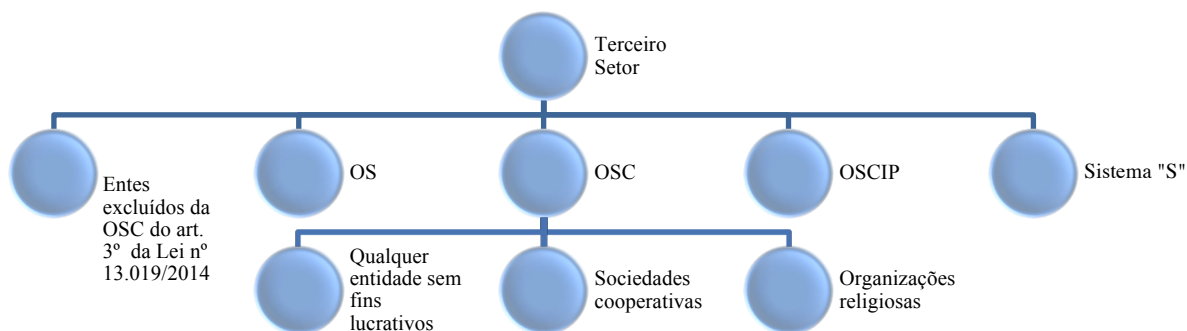 Terceiro
Setor
Entes
excluídos da
OSC do art.
3º da Lei nº
13.019/2014
OS
OSC
OSCIP
Sistema "S"
Qualquer
entidade sem
fins
lucrativos
Sociedades
cooperativas
Organizações
religiosas